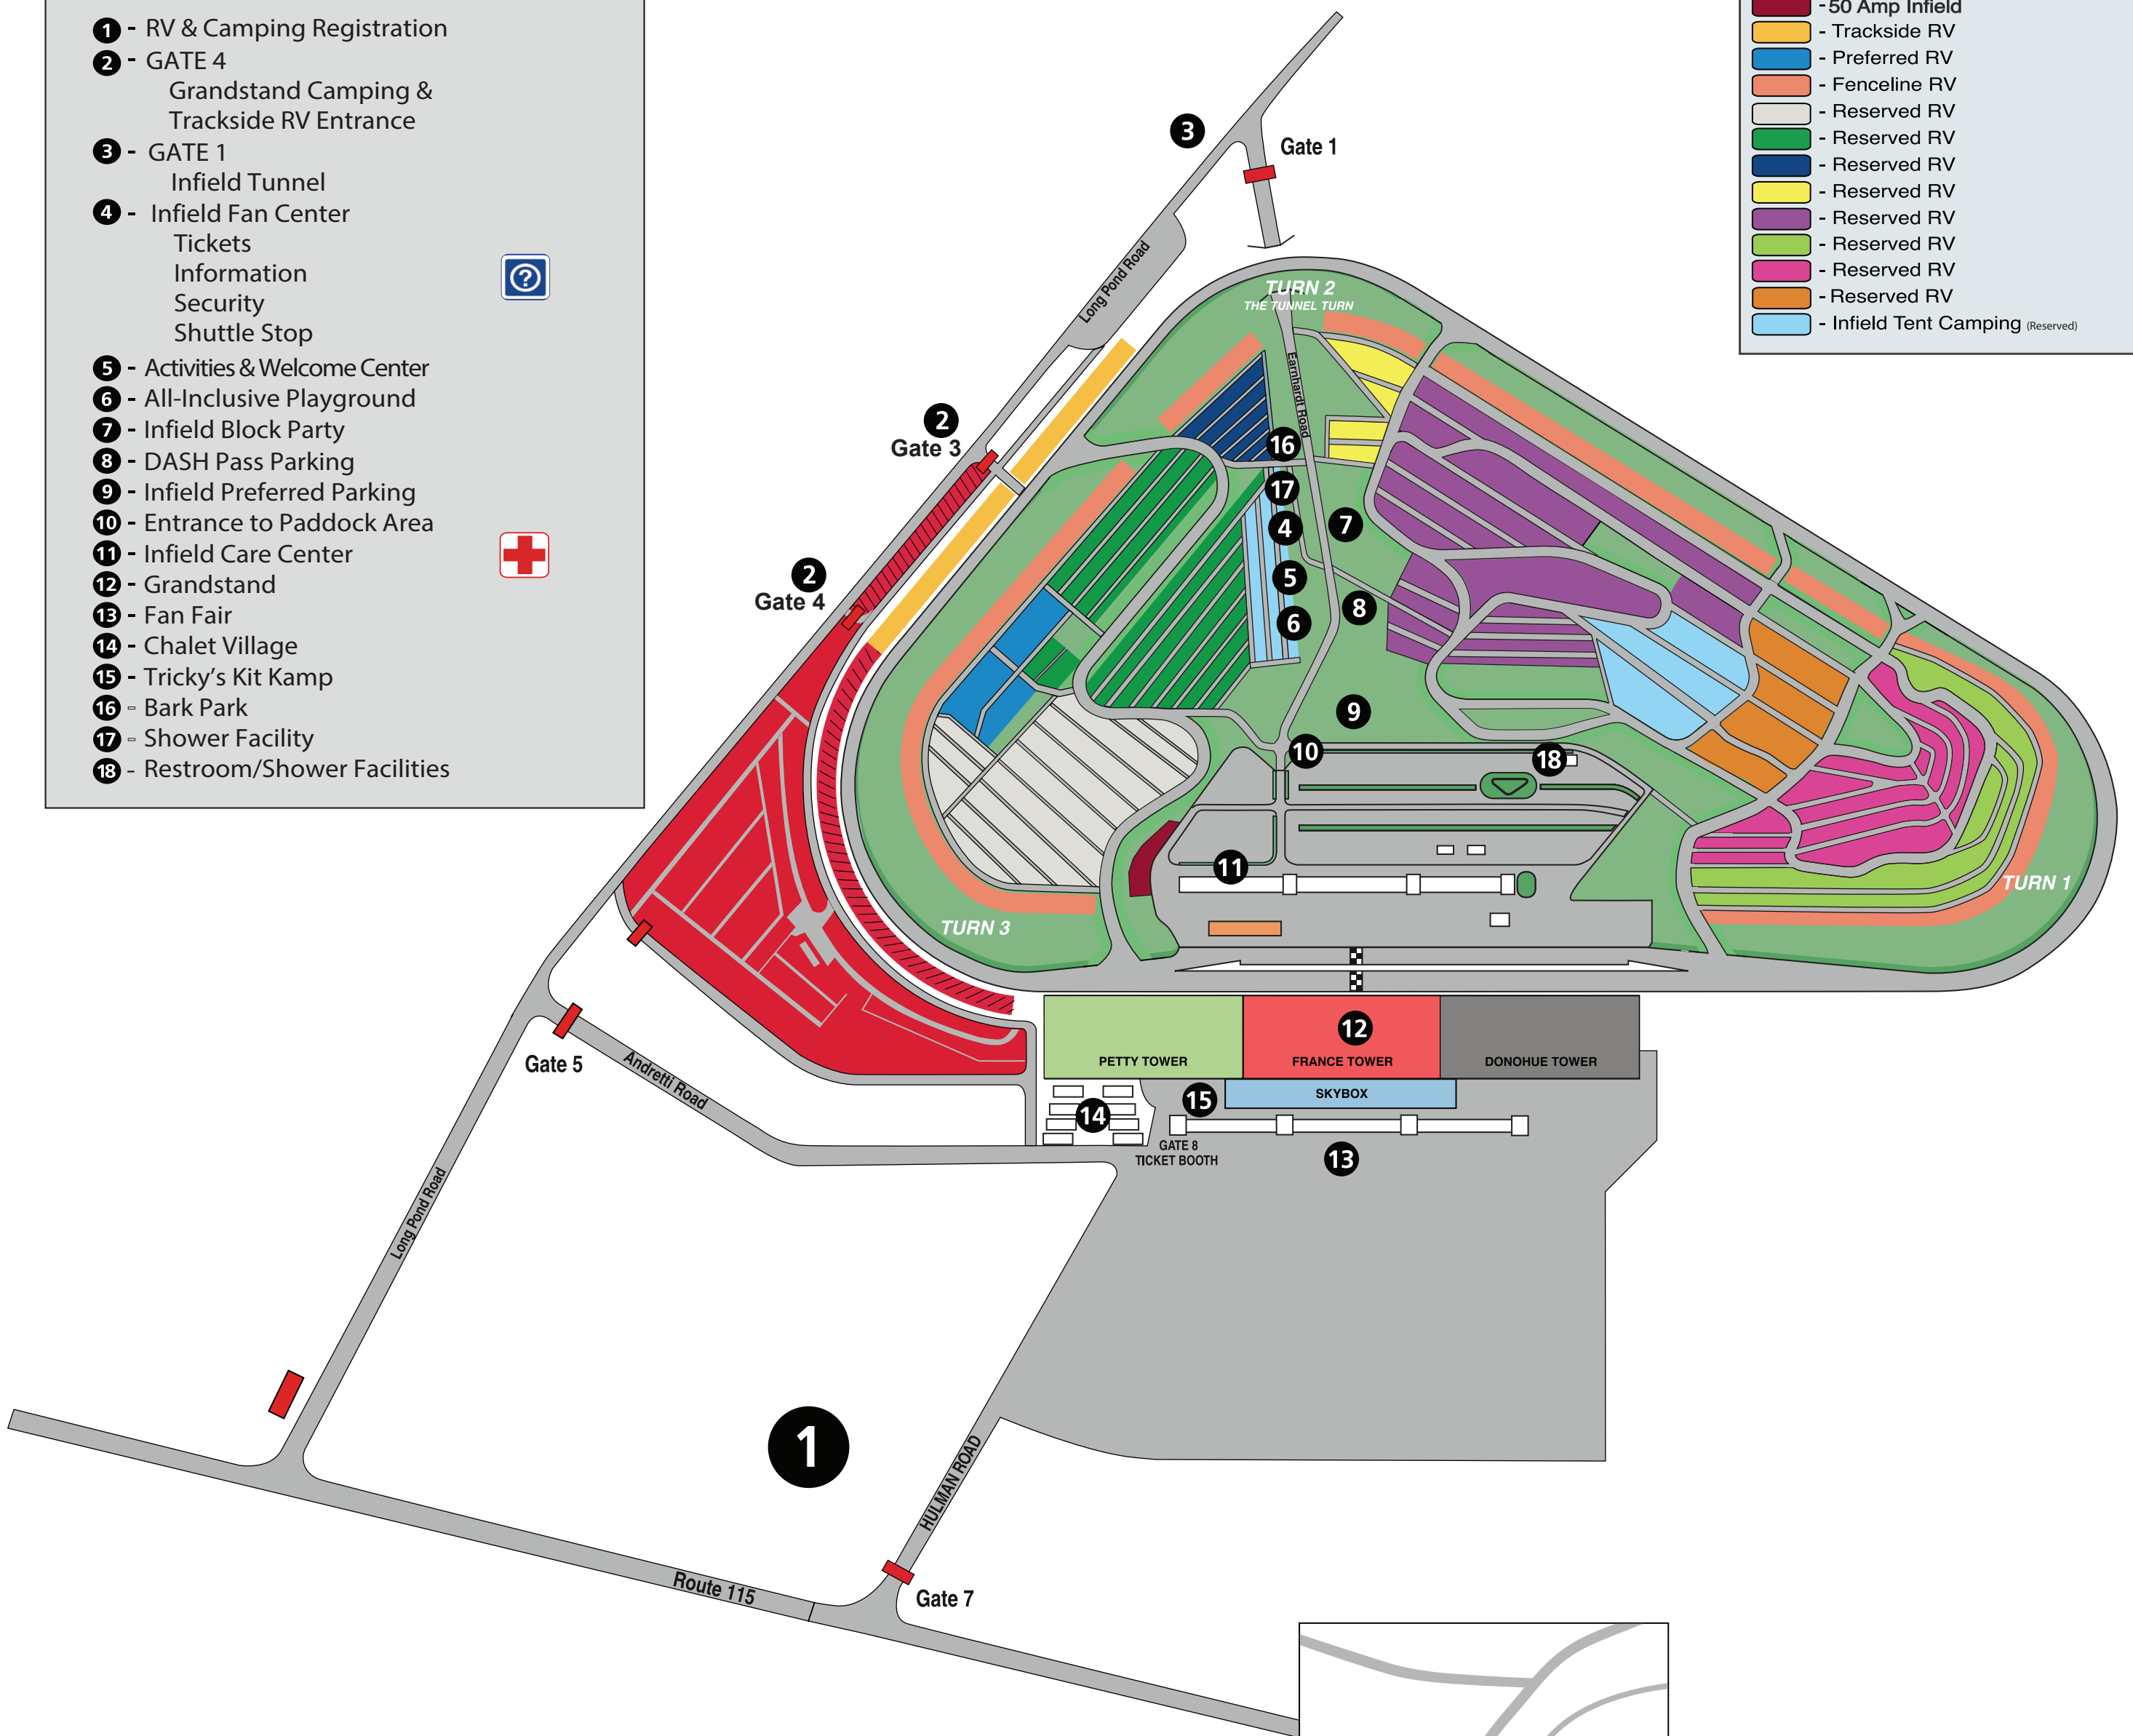 1 - RV & Camping Registration
2 - GATE 4
Grandstand Camping &
Trackside RV Entrance
3 - GATE 1
Infield Tunnel
4 - Infield Fan Center
Tickets
Information
Security
Shuttle Stop
?
5 - Activities & Welcome Center
6 - All-Inclusive Playground
7 - Infield Block Party
8 - DASH Pass Parking
9 - Infield Preferred Parking
10 - Entrance to Paddock Area
11 - Infield Care Center
12 - Grandstand
13 - Fan Fair
14 - Chalet Village
15 - Tricky's Kit Kamp
16 - Bark Park
17 - Shower Facility
18 - Restroom/Shower Facilities
- 50 Amp Infield
- Trackside RV
- Preferred RV
- Fenceline RV
- Reserved RV
- Reserved RV
- Reserved RV
- Reserved RV
- Reserved RV
- Reserved RV
- Reserved RV
- Reserved RV
- Infield Tent Camping (Reserved)
3
Gate 1
Long Pond Road
TURN 2
THE TUNNEL TURN
Earnhardt Road
2
Gate 3
16
17
4
7
2
Gate 4
5
8
6
9
10
18
11
TURN 1
TURN 3
12
PETTY TOWER
FRANCE TOWER
DONOHUE TOWER
SKYBOX
Gate 5
Andretti Road
15
14
GATE 8
TICKET BOOTH
13
Long Pond Road
1
HULMAN ROAD
Route 115
Gate 7